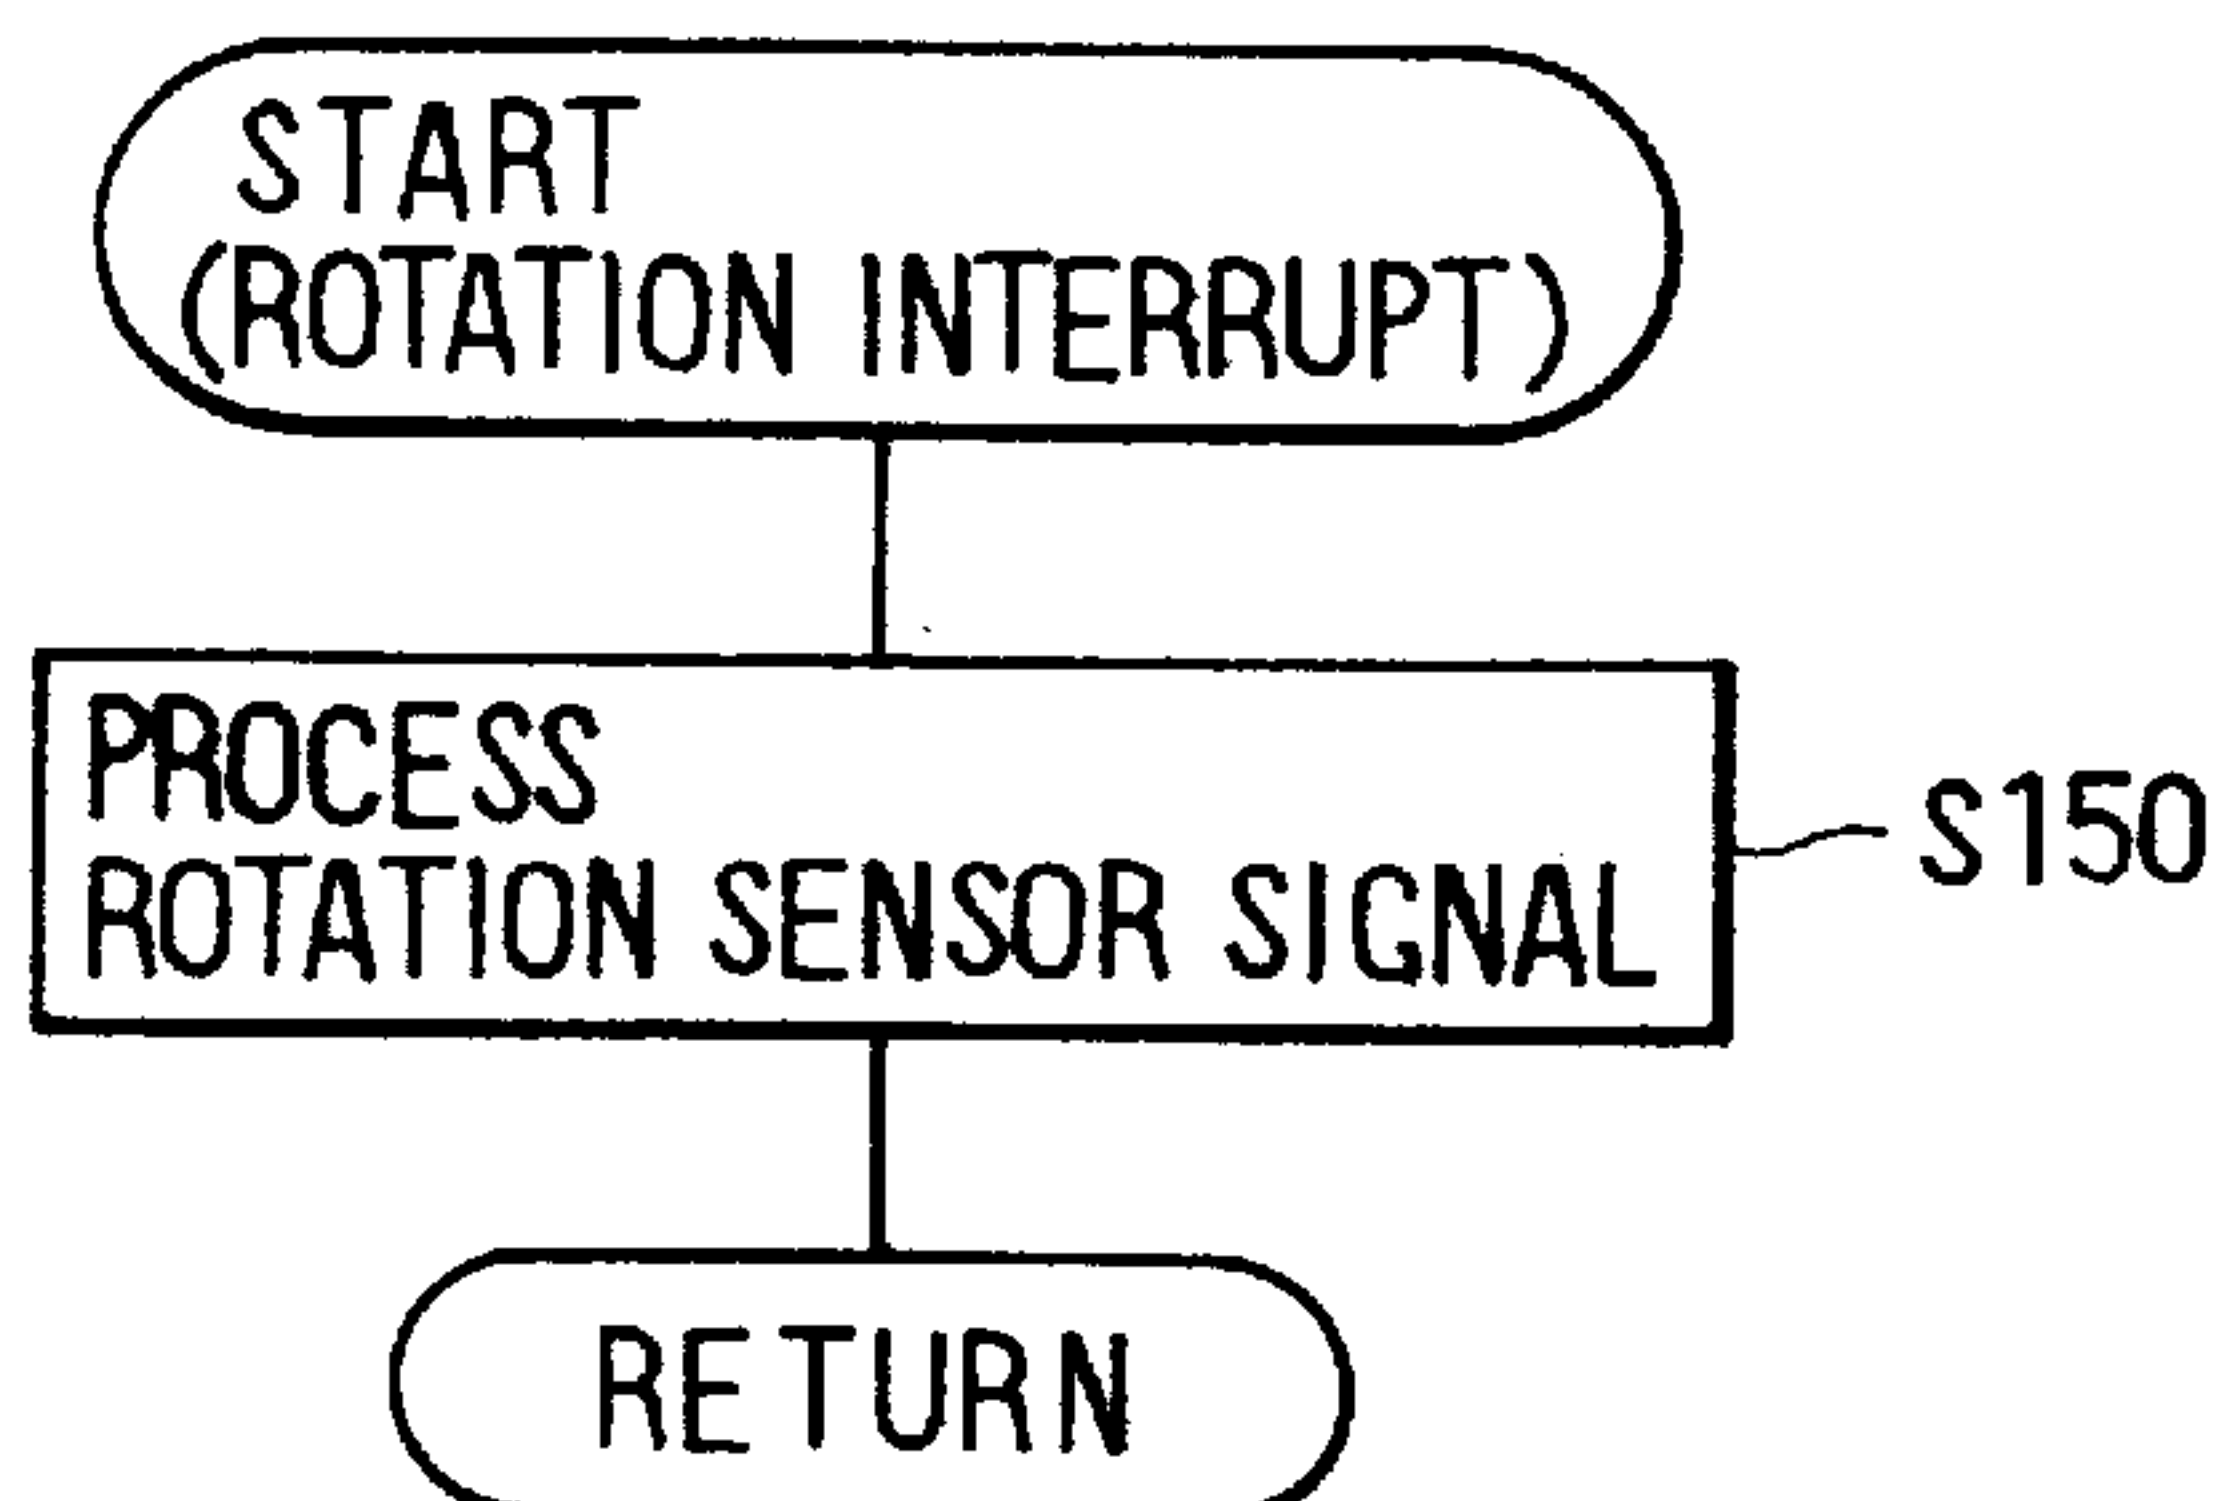 START
(ROTATION INTERRUPT)
PROCESS
ROTATION SENSOR SIGNAL
S150
RETURN